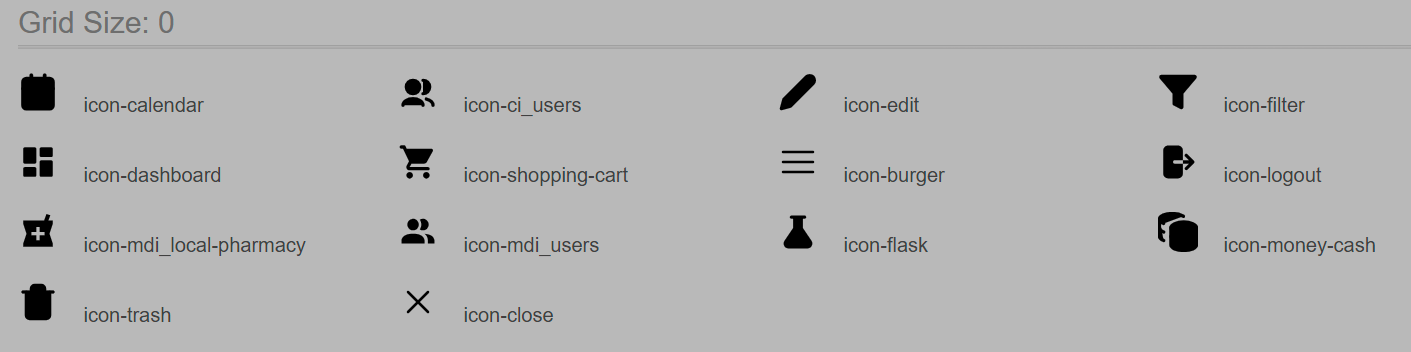 Grid Size: 0
icon-calendar icon-ci_users icon-edit icon-filter
icon-dashboard icon-shopping-cart icon-burger icon-logout
icon-mdi_local-pharmacy icon-mdi_users icon-flask icon-money-cash
icon-trash icon-close